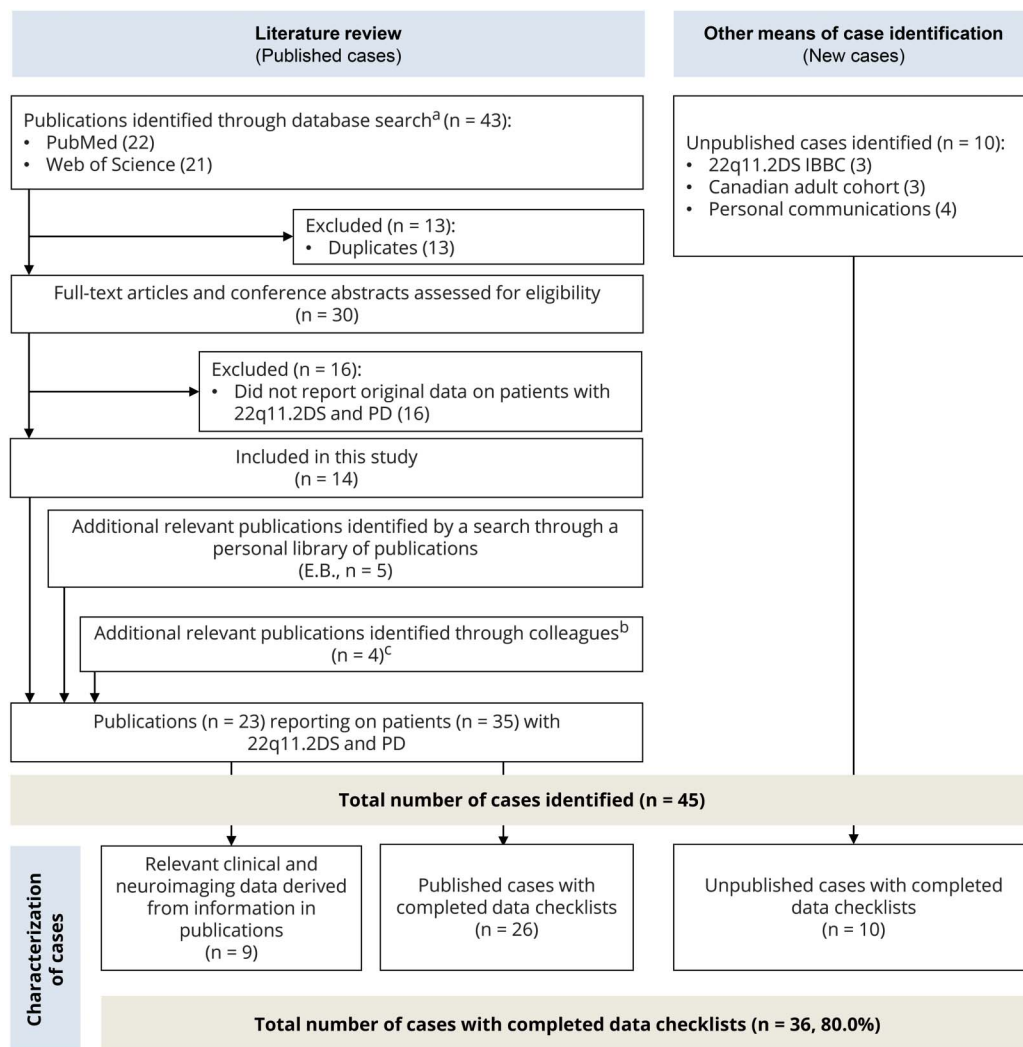 Literature review
(Published cases)
Other means of case identification
(New cases)
Publications identified through database searchᵃ (n = 43):
• PubMed (22)
• Web of Science (21)
Unpublished cases identified (n = 10):
• 22q11.2DS IBBC (3)
• Canadian adult cohort (3)
• Personal communications (4)
Excluded (n = 13):
• Duplicates (13)
Full-text articles and conference abstracts assessed for eligibility
(n = 30)
Excluded (n = 16):
• Did not report original data on patients with
22q11.2DS and PD (16)
Included in this study
(n = 14)
Additional relevant publications identified by a search through a
personal library of publications
(E.B., n = 5)
Additional relevant publications identified through colleaguesᵇ
(n = 4)ᶜ
Publications (n = 23) reporting on patients (n = 35) with
22q11.2DS and PD
Total number of cases identified (n = 45)
Characterization
of cases
Relevant clinical and
neuroimaging data derived
from information in
publications
(n = 9)
Published cases with
completed data checklists
(n = 26)
Unpublished cases with completed
data checklists
(n = 10)
Total number of cases with completed data checklists (n = 36, 80.0%)